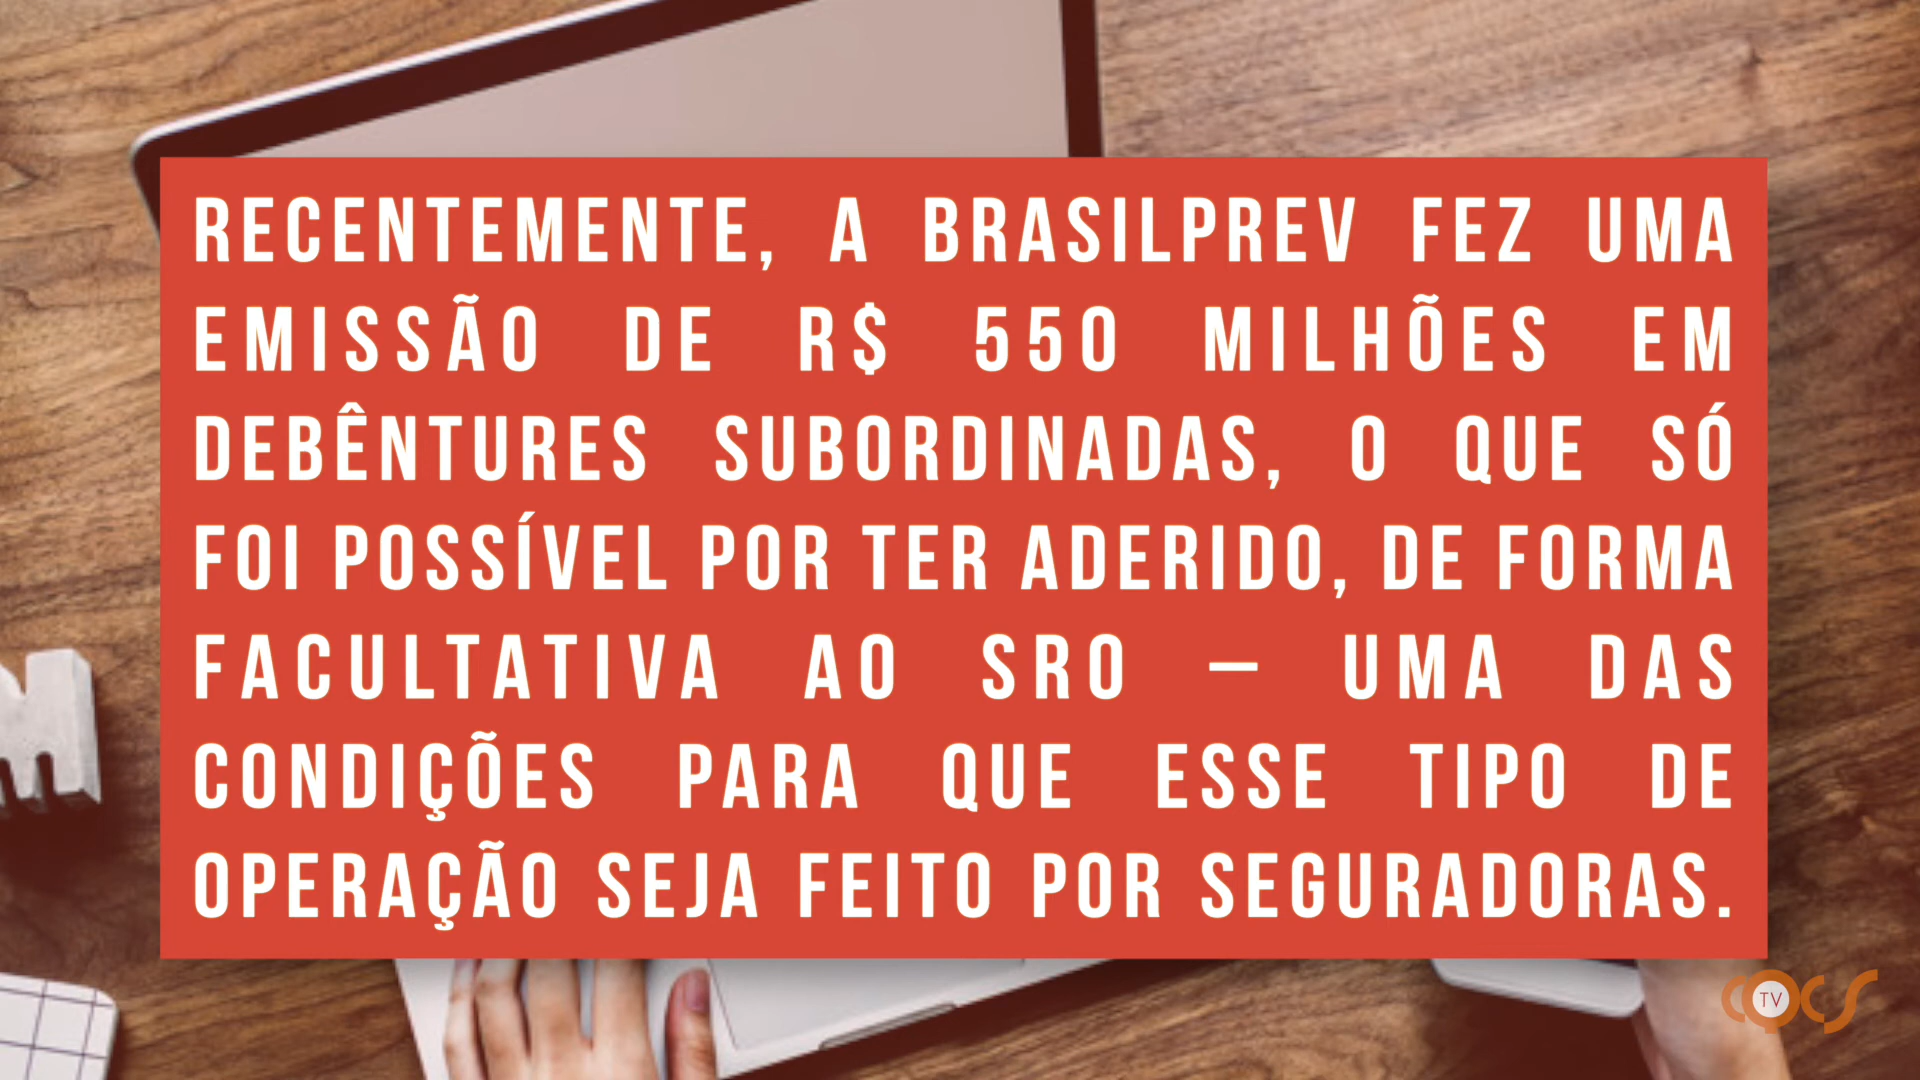 RECENTEMENTE, A BRASILPREV FEZ UMA
EMISSÃO DE R$ 550 MILHÕES EM
DEBÊNTURES SUBORDINADAS, O QUE SÓ
FOI POSSÍVEL POR TER ADERIDO, DE FORMA
FACULTATIVA AO SRO – UMA DAS
CONDIÇÕES PARA QUE ESSE TIPO DE
OPERAÇÃO SEJA FEITO POR SEGURADORAS.
CQCS
TV